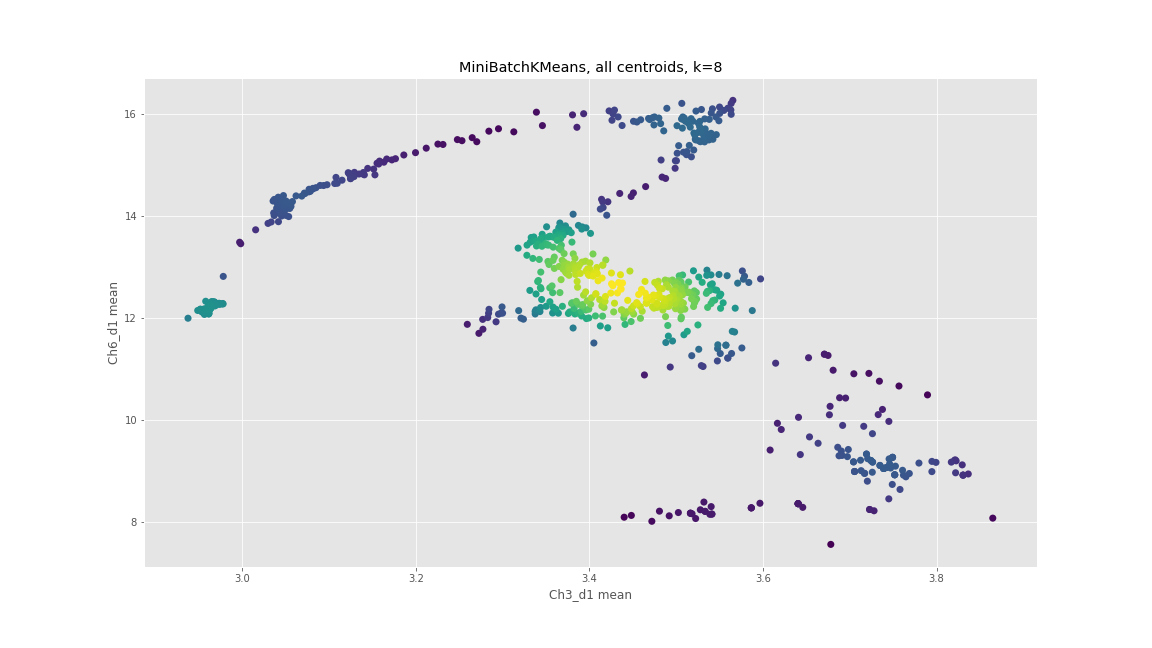 MiniBatchKMeans, all centroids, k=8
16
14
12
10
8
Ch6_d1 mean
3.0 3.2 3.4 3.6 3.8
Ch3_d1 mean